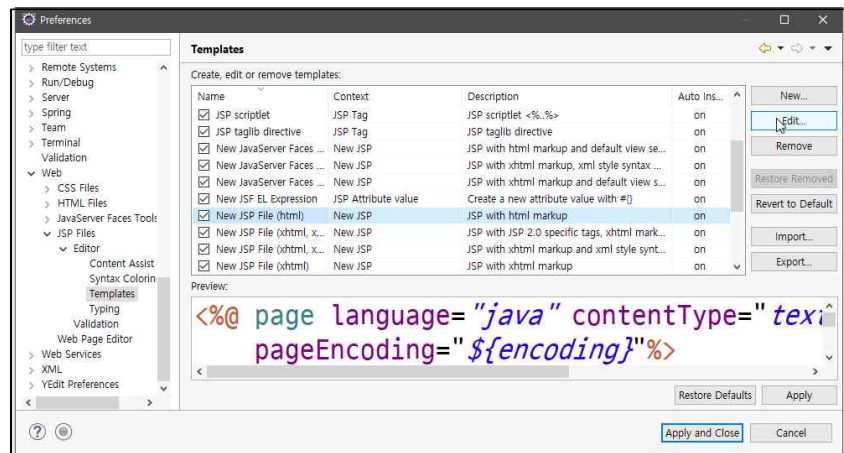 Preferences
type filter text
Remote Systems
Run/Debug
Server
Spring
Team
Terminal
Validation
Web
CSS Files
HTML Files
JavaServer Faces Tools
JSP Files
Editor
Content Assist
Syntax Colorin
Templates
Typing
Validation
Web Page Editor
Web Services
XML
YEdit Preferences
Templates
Create, edit or remove templates:
Name Context Description Auto Ins...
JSP scriptlet JSP Tag JSP scriptlet <%..%> on
JSP taglib directive JSP Tag JSP taglib directive on
New JavaServer Faces ... New JSP JSP with html markup and default view se... on
New JavaServer Faces ... New JSP JSP with xhtml markup, xml style syntax ... on
New JavaServer Faces ... New JSP JSP with xhtml markup and default view s... on
New JSF EL Expression JSP Attribute value Create a new attribute value with #{} on
New JSP File (html) New JSP JSP with html markup on
New JSP File (xhtml, x... New JSP JSP with JSP 2.0 specific tags, xhtml mark... on
New JSP File (xhtml, x... New JSP JSP with xhtml markup and xml style synt... on
New JSP File (xhtml) New JSP JSP with xhtml markup on
New...
Edit...
Remove
Restore Removed
Revert to Default
Import...
Export...
Preview:
<%@ page language="java" contentType="text
pageEncoding="${encoding}"%>
Restore Defaults Apply
Apply and Close Cancel